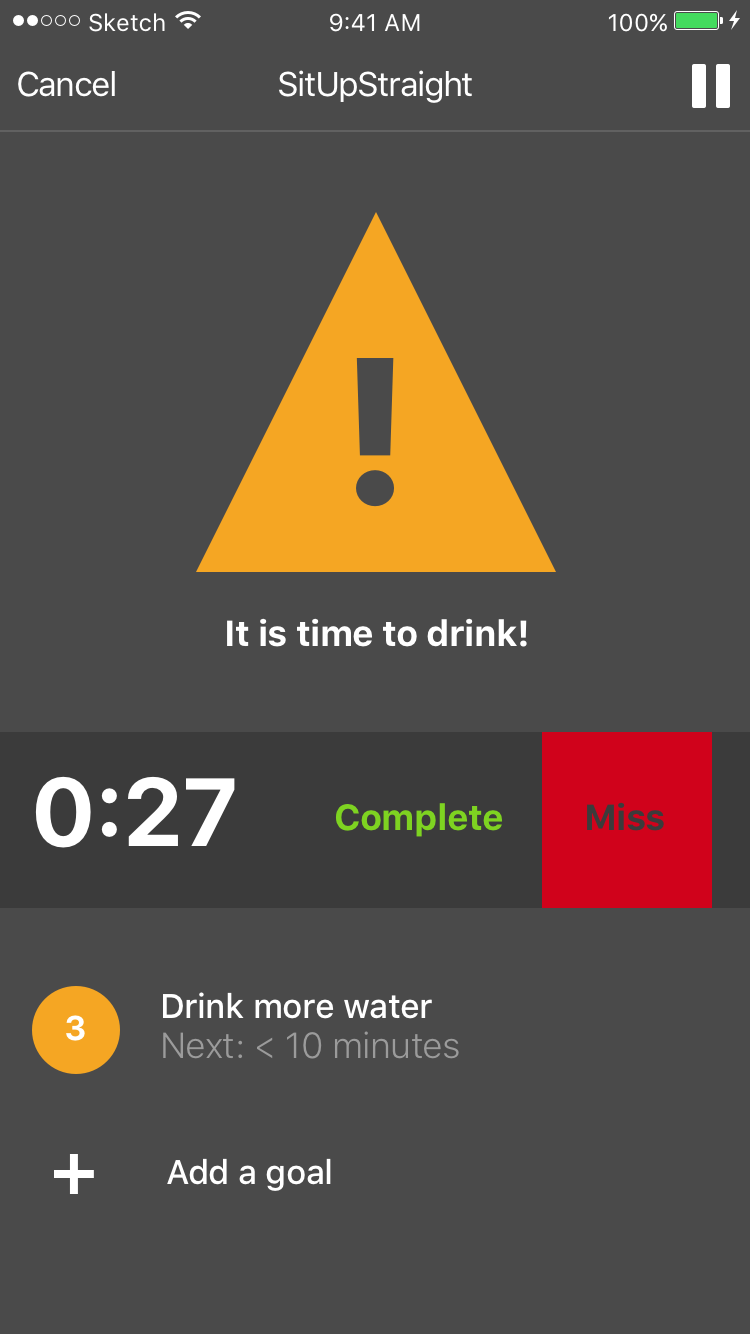 Sketch 9:41 AM 100%
Cancel SitUpStraight
!
It is time to drink!
0:27 Complete Miss
3 Drink more water
Next: < 10 minutes
+ Add a goal